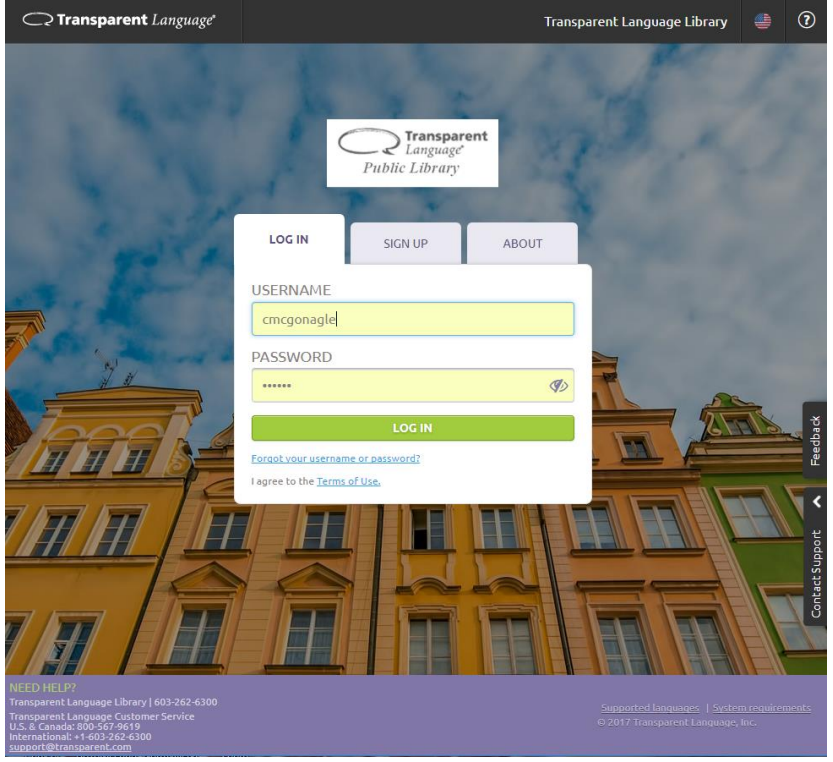 Transparent Language®
Transparent Language Library
?
Transparent
Language®
Public Library
LOG IN
SIGN UP
ABOUT
USERNAME
cmcgonagle
PASSWORD
••••••
LOG IN
Forgot your username or password?
I agree to the Terms of Use.
Feedback
Contact Support
NEED HELP?
Transparent Language Library | 603-262-6300
Transparent Language Customer Service
U.S. & Canada: 800-567-9619
International: +1-603-262-6300
support@transparent.com
Supported languages | System requirements
© 2017 Transparent Language, Inc.